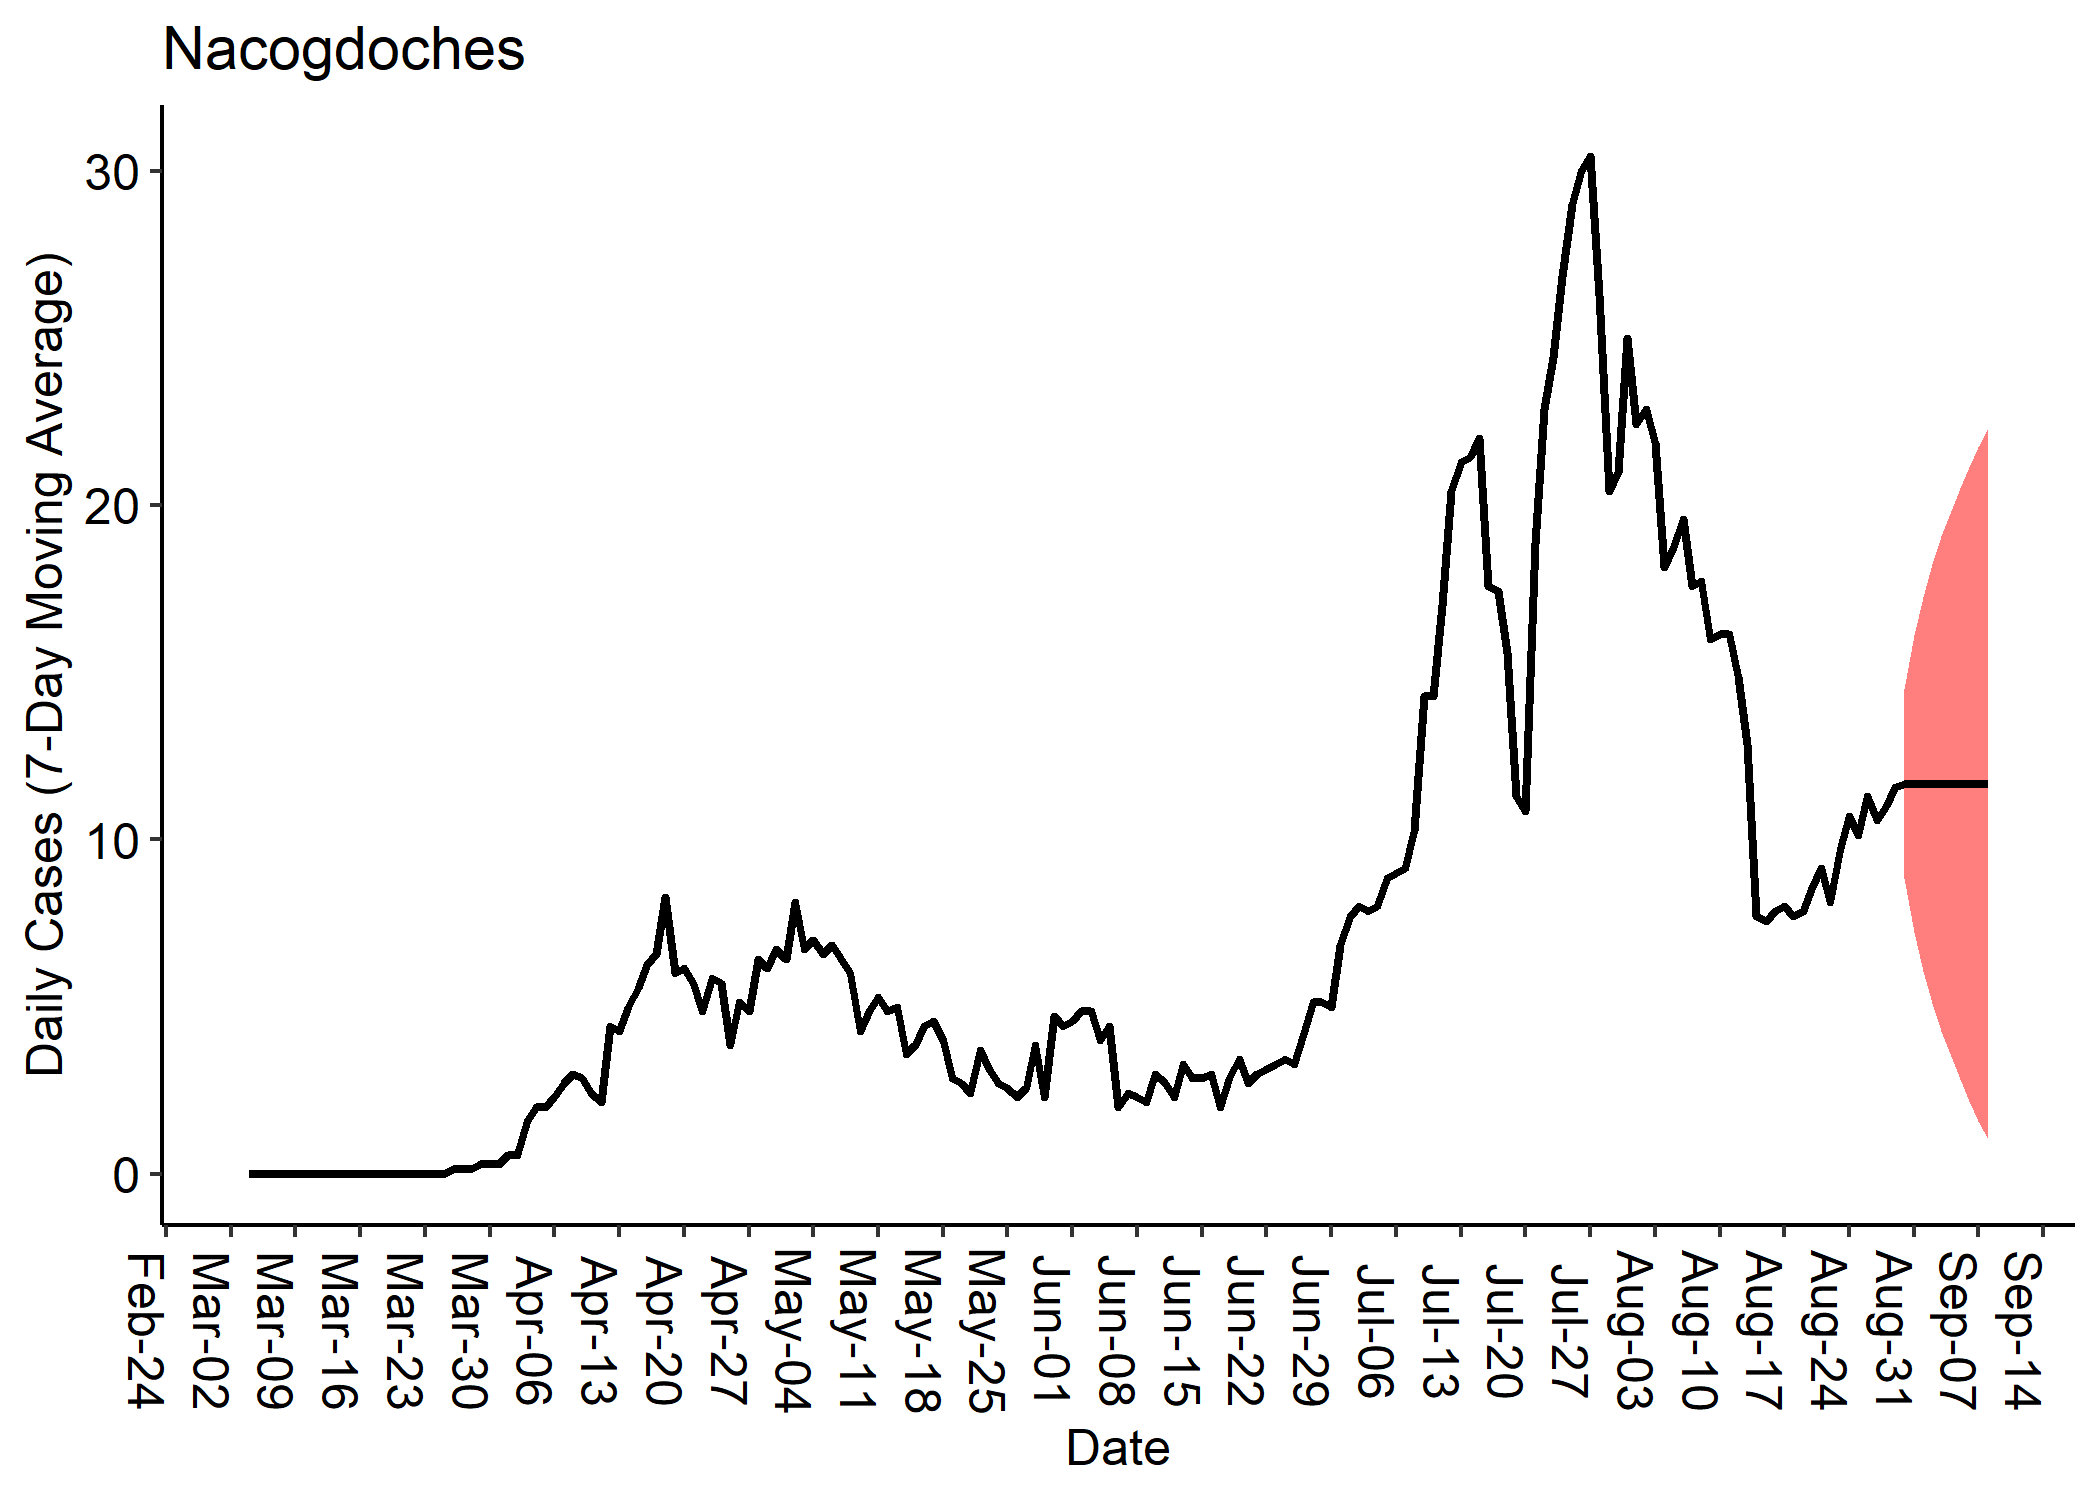 Nacogdoches
Daily Cases (7-Day Moving Average)
30
20
10
0
Feb-24
Mar-02
Mar-09
Mar-16
Mar-23
Mar-30
Apr-06
Apr-13
Apr-20
Apr-27
May-04
May-11
May-18
May-25
Jun-01
Jun-08
Jun-15
Jun-22
Jun-29
Jul-06
Jul-13
Jul-20
Jul-27
Aug-03
Aug-10
Aug-17
Aug-24
Aug-31
Sep-07
Sep-14
Date